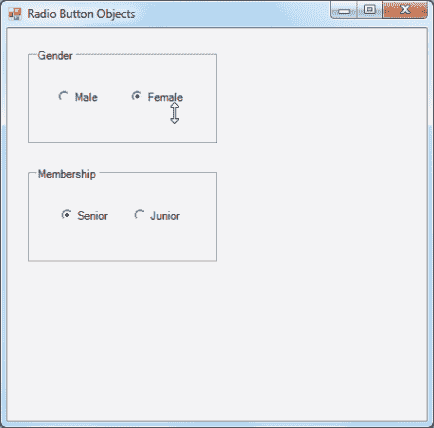 Radio Button Objects
Gender
Male Female
Membership
Senior Junior